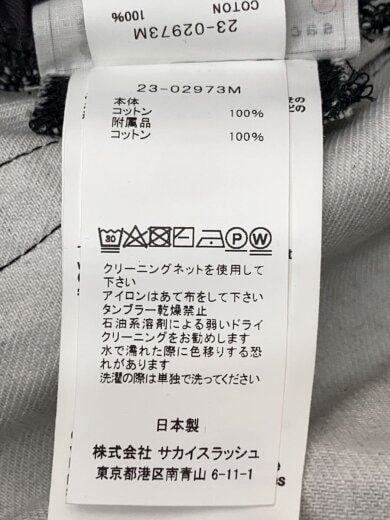 COTTON 100%
23-02973M
sac
23-02973M
本体
コットン 100%
附属品
コットン 100%
その
どの
30
P W
クリーニングネットを使用して
下さい
アイロンはあて布をして下さい
タンブラー乾燥禁止
石油系溶剤による弱いドライ
クリーニングをお勧めします
水で濡れた際に色移りする恐
れがあります
洗濯の際は単独で洗ってください
日本製
株式会社 サカイスラッシュ
東京都港区南青山 6-11-1